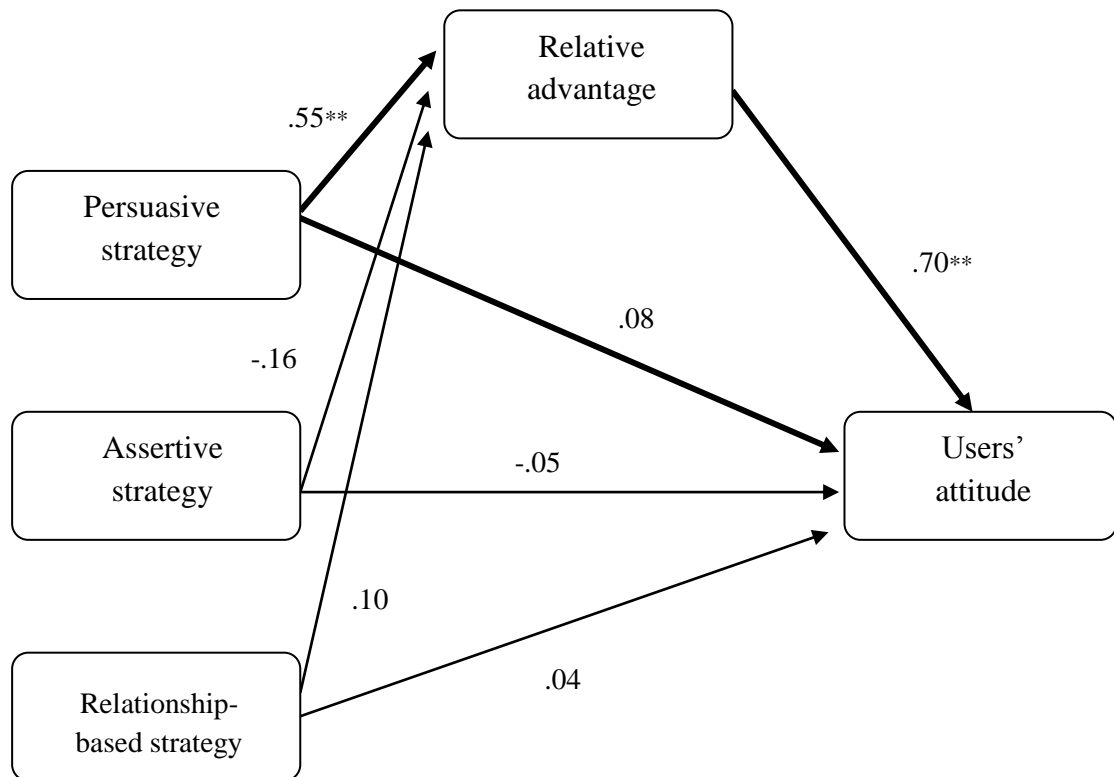 Relative
advantage
.55**
Persuasive
strategy
.70**
.08
-.16
Assertive
strategy
-.05
Users’
attitude
.10
.04
Relationship-
based strategy